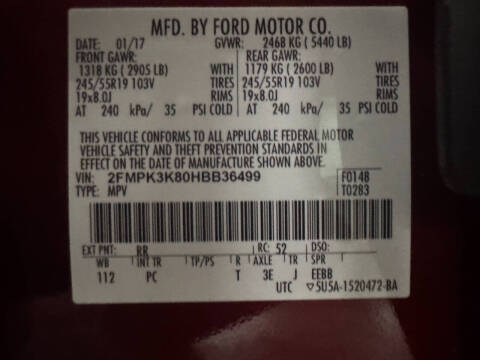 MFD. BY FORD MOTOR CO.
DATE: 01/17 GVWR: 2468 KG ( 5440 LB)
FRONT GAWR: REAR GAWR:
1318 KG ( 2905 LB) WITH 1179 KG ( 2600 LB) WITH
245/55R19 103V TIRES 245/55R19 103V TIRES
19x8.0J RIMS 19x8.0J RIMS
AT 240 kPa/ 35 PSI COLD AT 240 kPa/ 35 PSI COLD
THIS VEHICLE CONFORMS TO ALL APPLICABLE FEDERAL MOTOR
VEHICLE SAFETY AND THEFT PREVENTION STANDARDS IN
EFFECT ON THE DATE OF MANUFACTURE SHOWN ABOVE.
VIN: 2FMPK3K80HBB36499 F0148
TYPE: MPV T0283
EXT PNT: RR RC: 52 DSO:
WB INT TR TP/PS R AXLE TR SPR
112 PC T 3E J EEBB
UTC ▽5U5A-1520472-BA